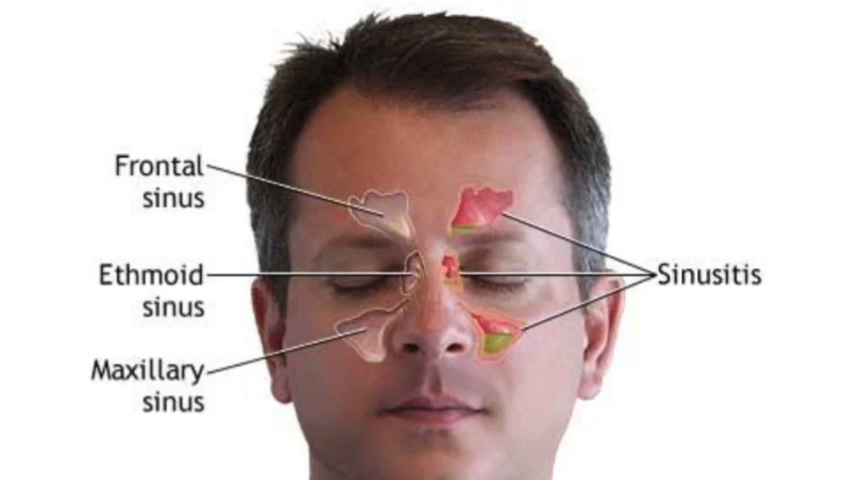 Frontal
sinus
Ethmoid
sinus
Maxillary
sinus
Sinusitis